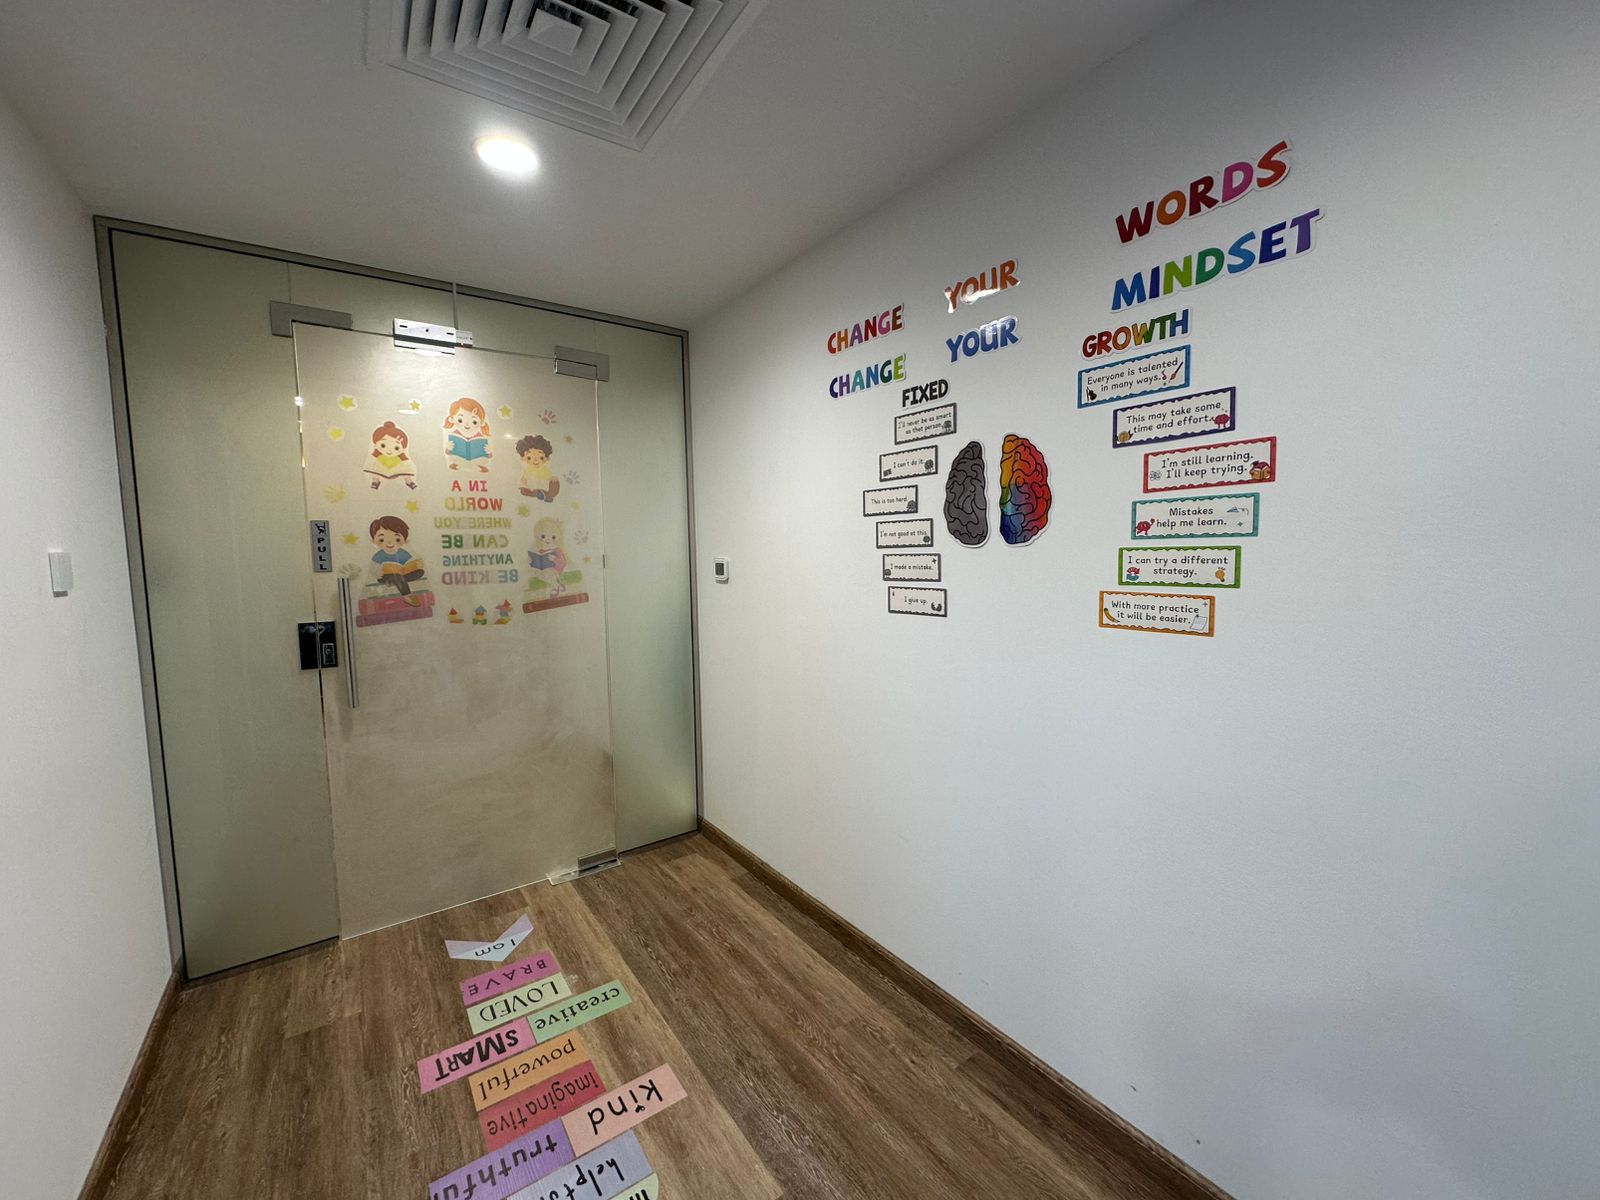 CHANGE YOUR WORDS
CHANGE YOUR MINDSET
FIXED
I'll never be as smart
as that person.
I can't do it.
This is too hard.
I'm not good at this.
I made a mistake.
I give up.
GROWTH
Everyone is talented
in many ways.
This may take some
time and effort.
I'm still learning.
I'll keep trying.
Mistakes
help me learn.
I can try a different
strategy.
With more practice
it will be easier.
IN A
WORLD
WHERE YOU
CAN BE
ANYTHING
BE KIND
PULL
I am
BRAVE
LOVED
creative
SMART
powerful
imaginative
kind